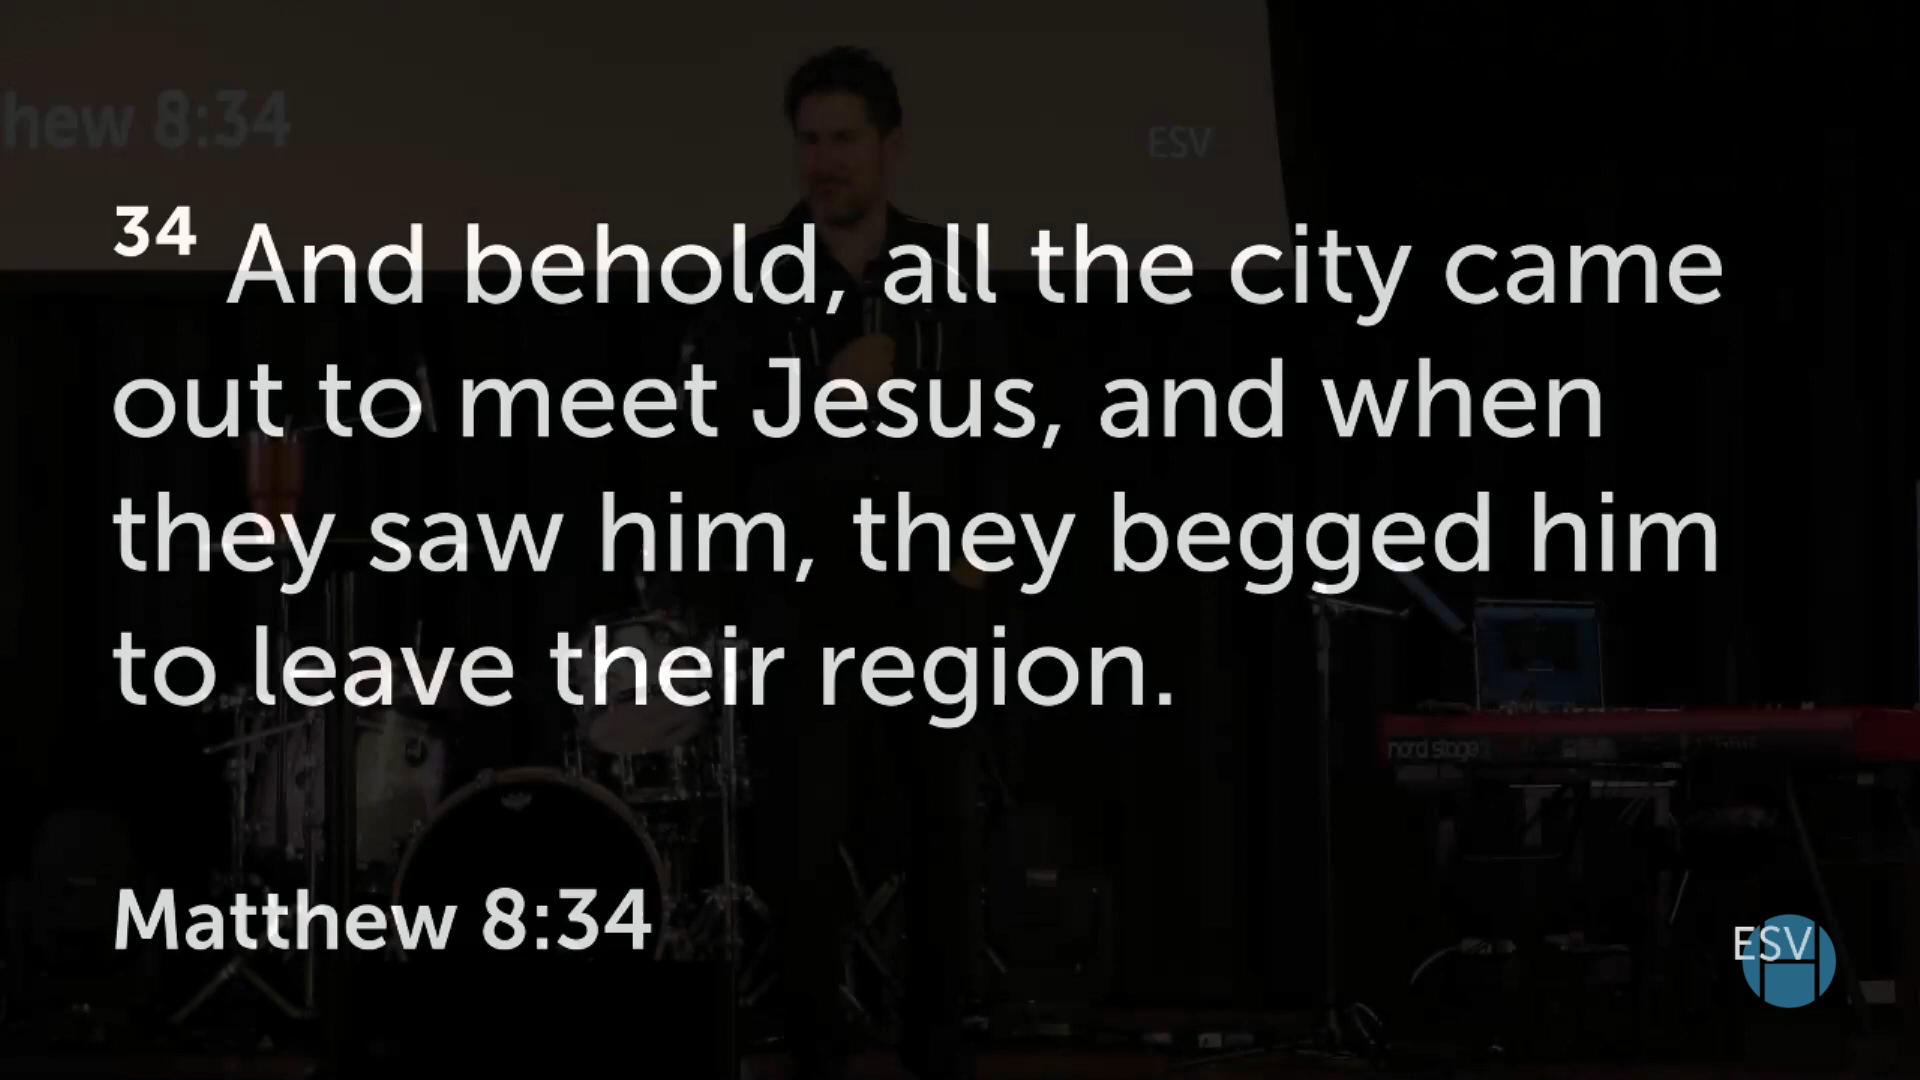 hew 8:34
ESV
34 And behold, all the city came
out to meet Jesus, and when
they saw him, they begged him
to leave their region.
nord stage
Matthew 8:34
ESV